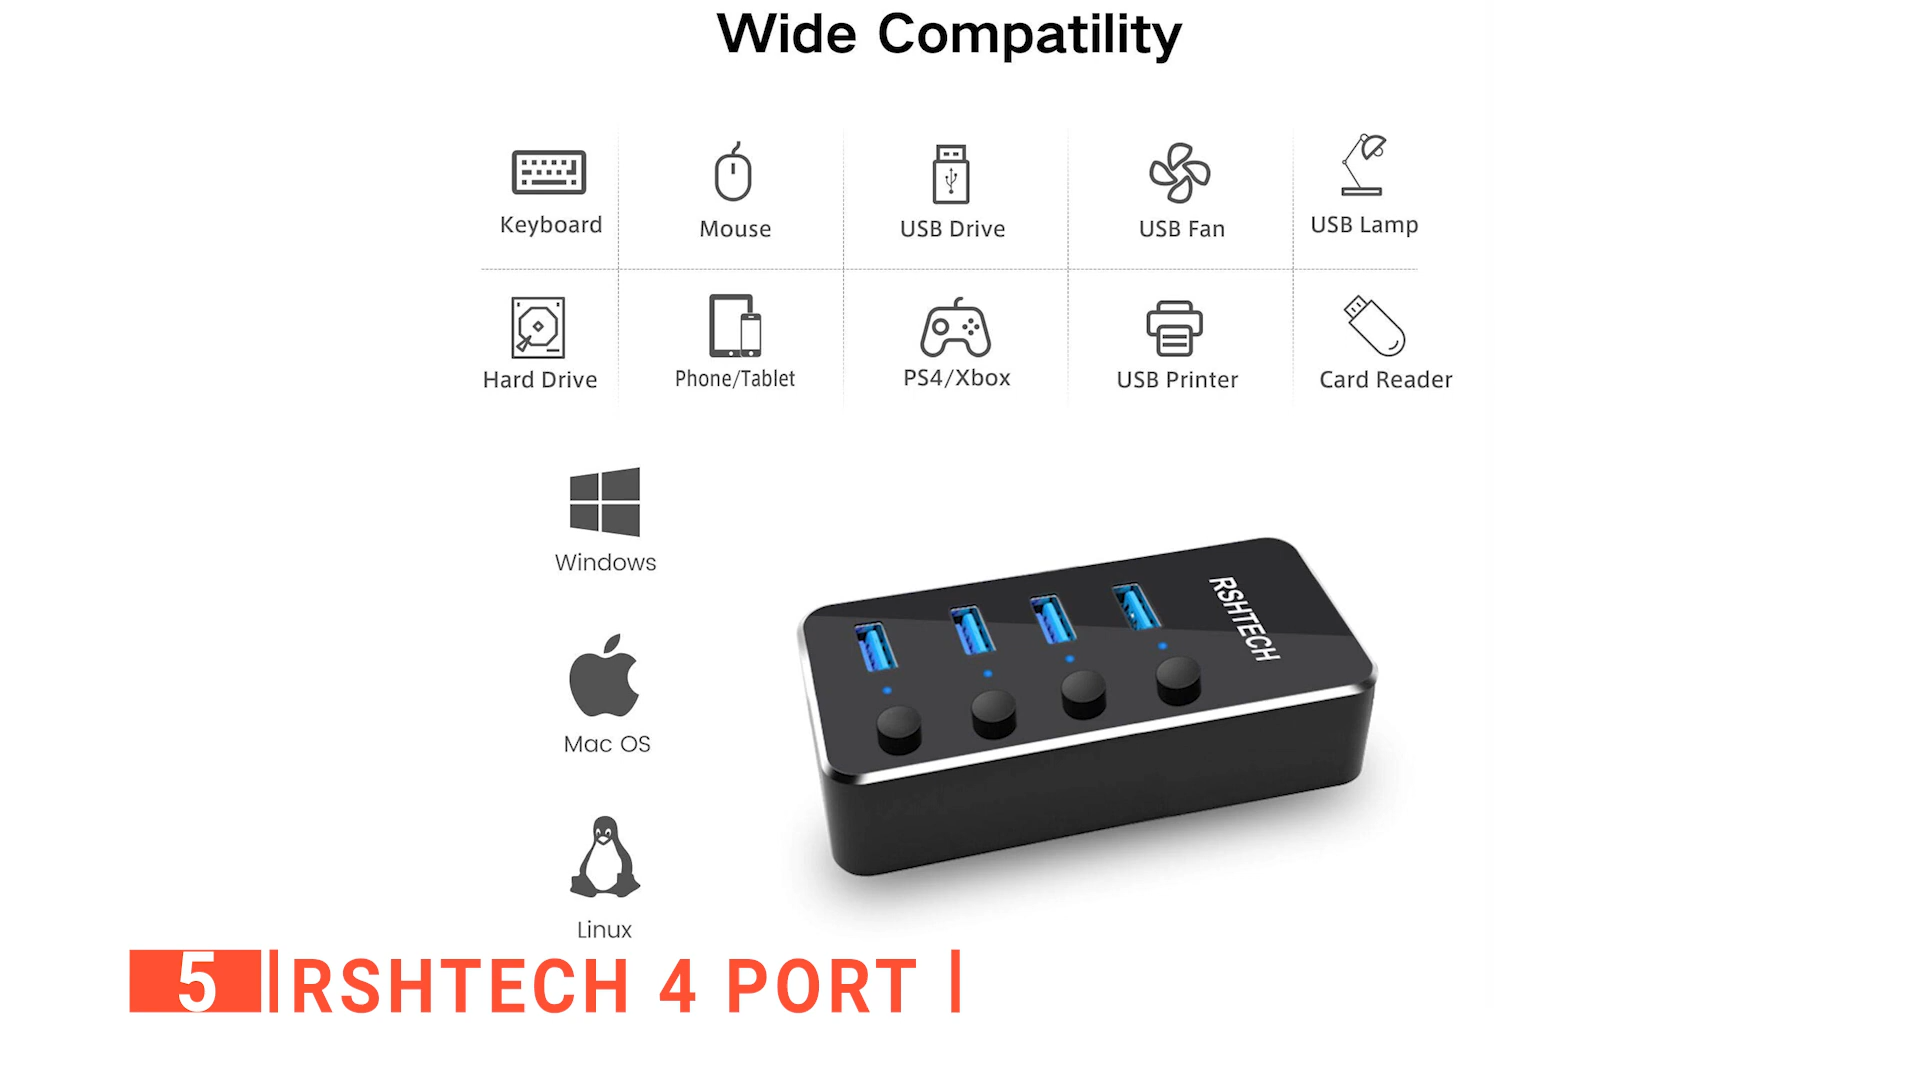 Wide Compatility
Keyboard
Mouse
USB Drive
USB Fan
USB Lamp
Hard Drive
Phone/Tablet
PS4/Xbox
USB Printer
Card Reader
Windows
Mac OS
Linux
RSHTECH
5 RSHTECH 4 PORT